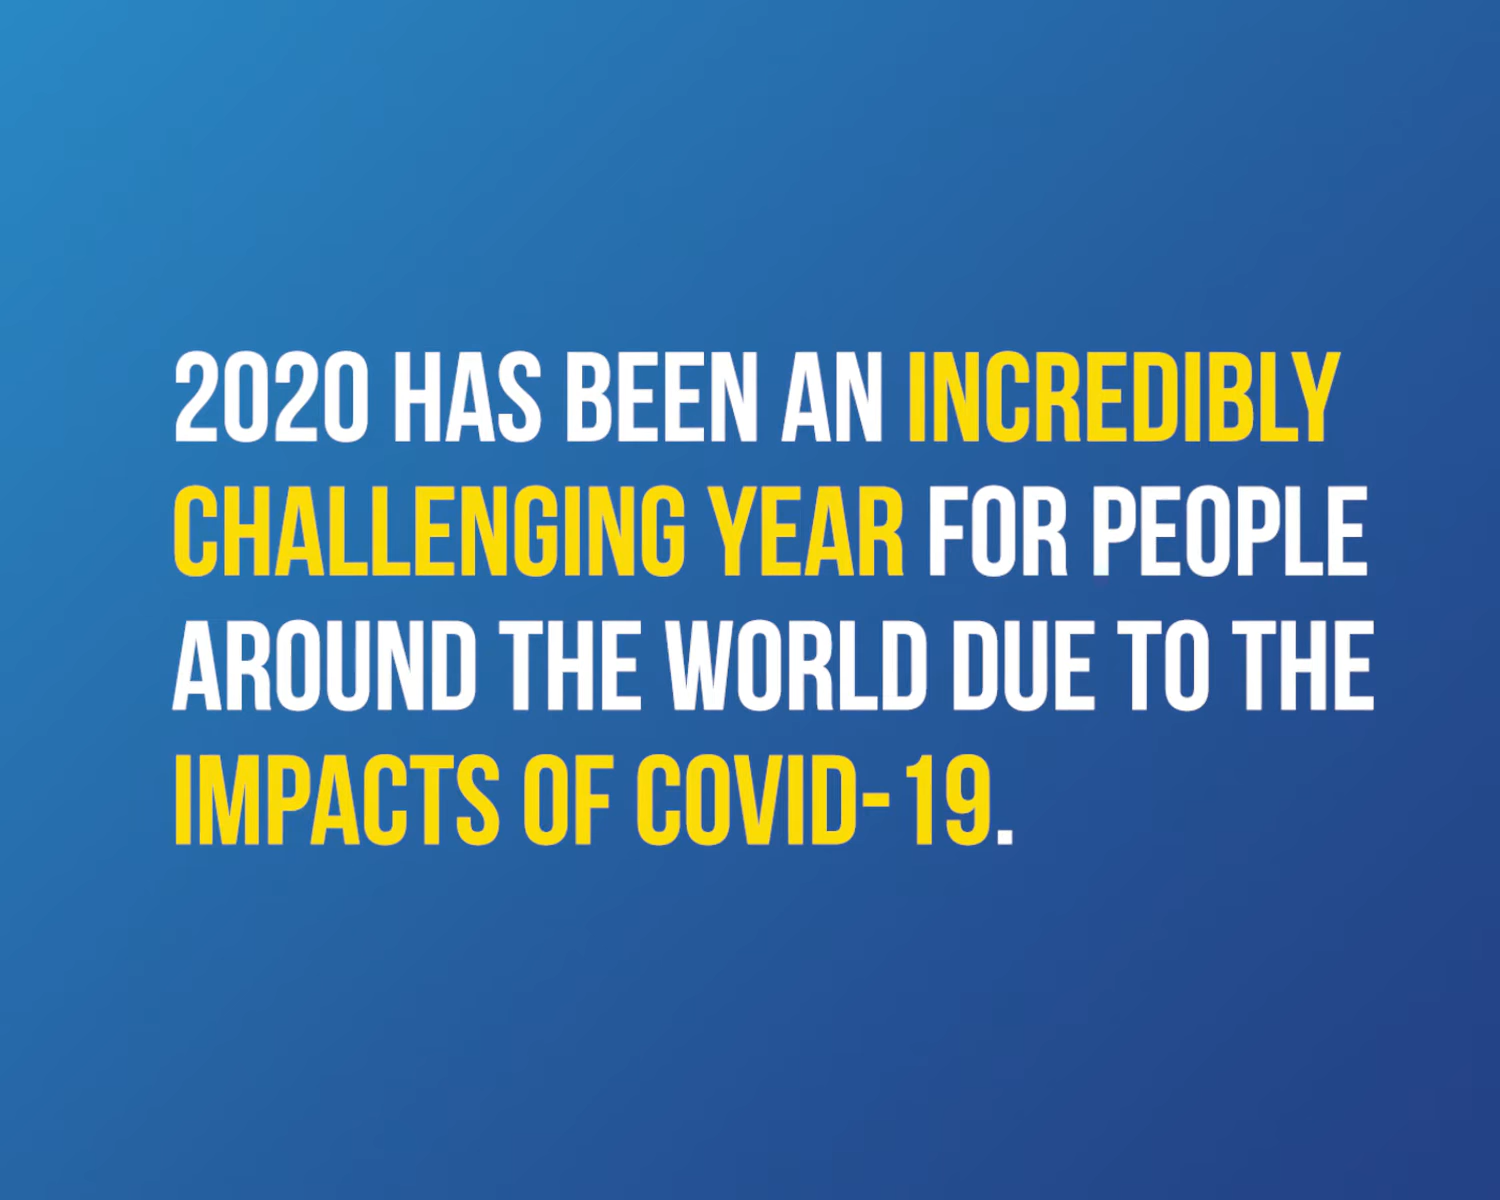 2020 HAS BEEN AN INCREDIBLY
CHALLENGING YEAR FOR PEOPLE
AROUND THE WORLD DUE TO THE
IMPACTS OF COVID-19.